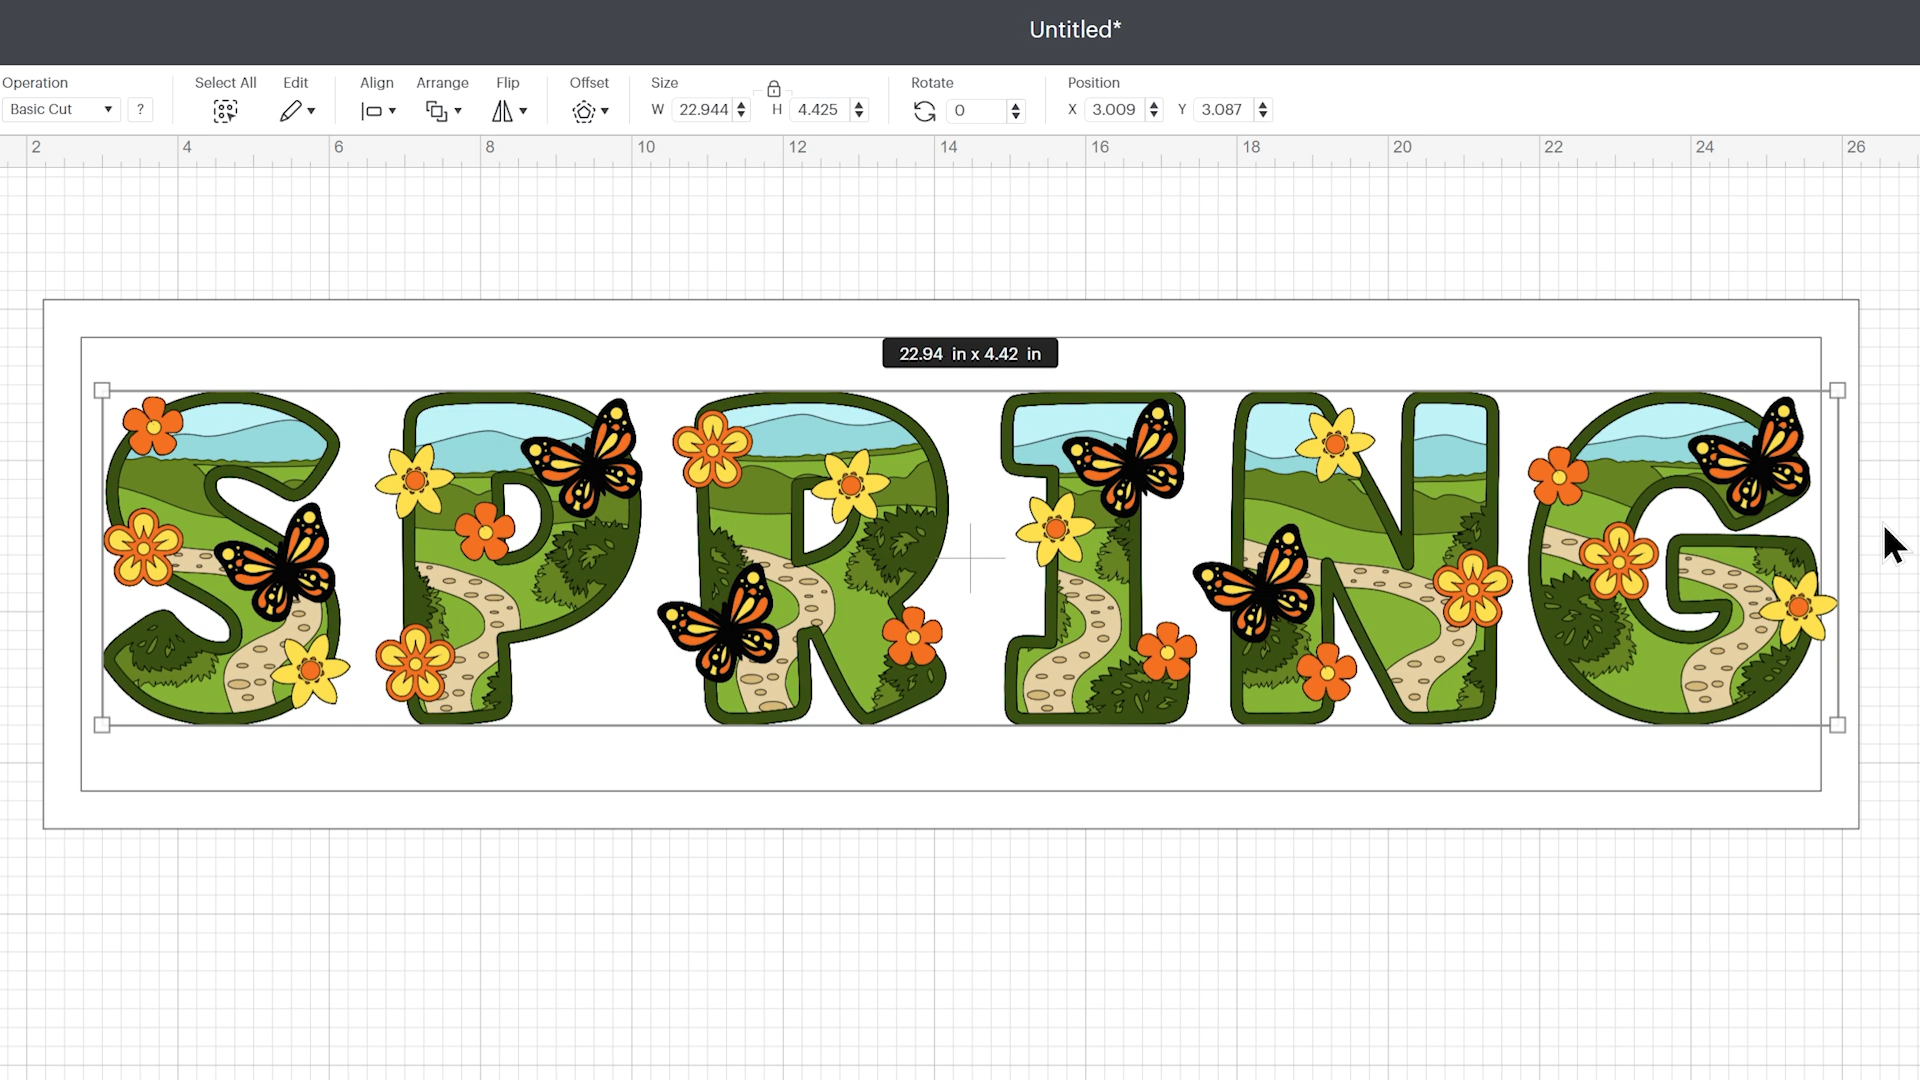 Untitled*
Operation Select All Edit Align Arrange Flip Offset Size Rotate Position
Basic Cut ? W 22.944 H 4.425 0 X 3.009 Y 3.087
2 4 6 8 10 12 14 16 18 20 22 24 26
22.94 in x 4.42 in
SPRING